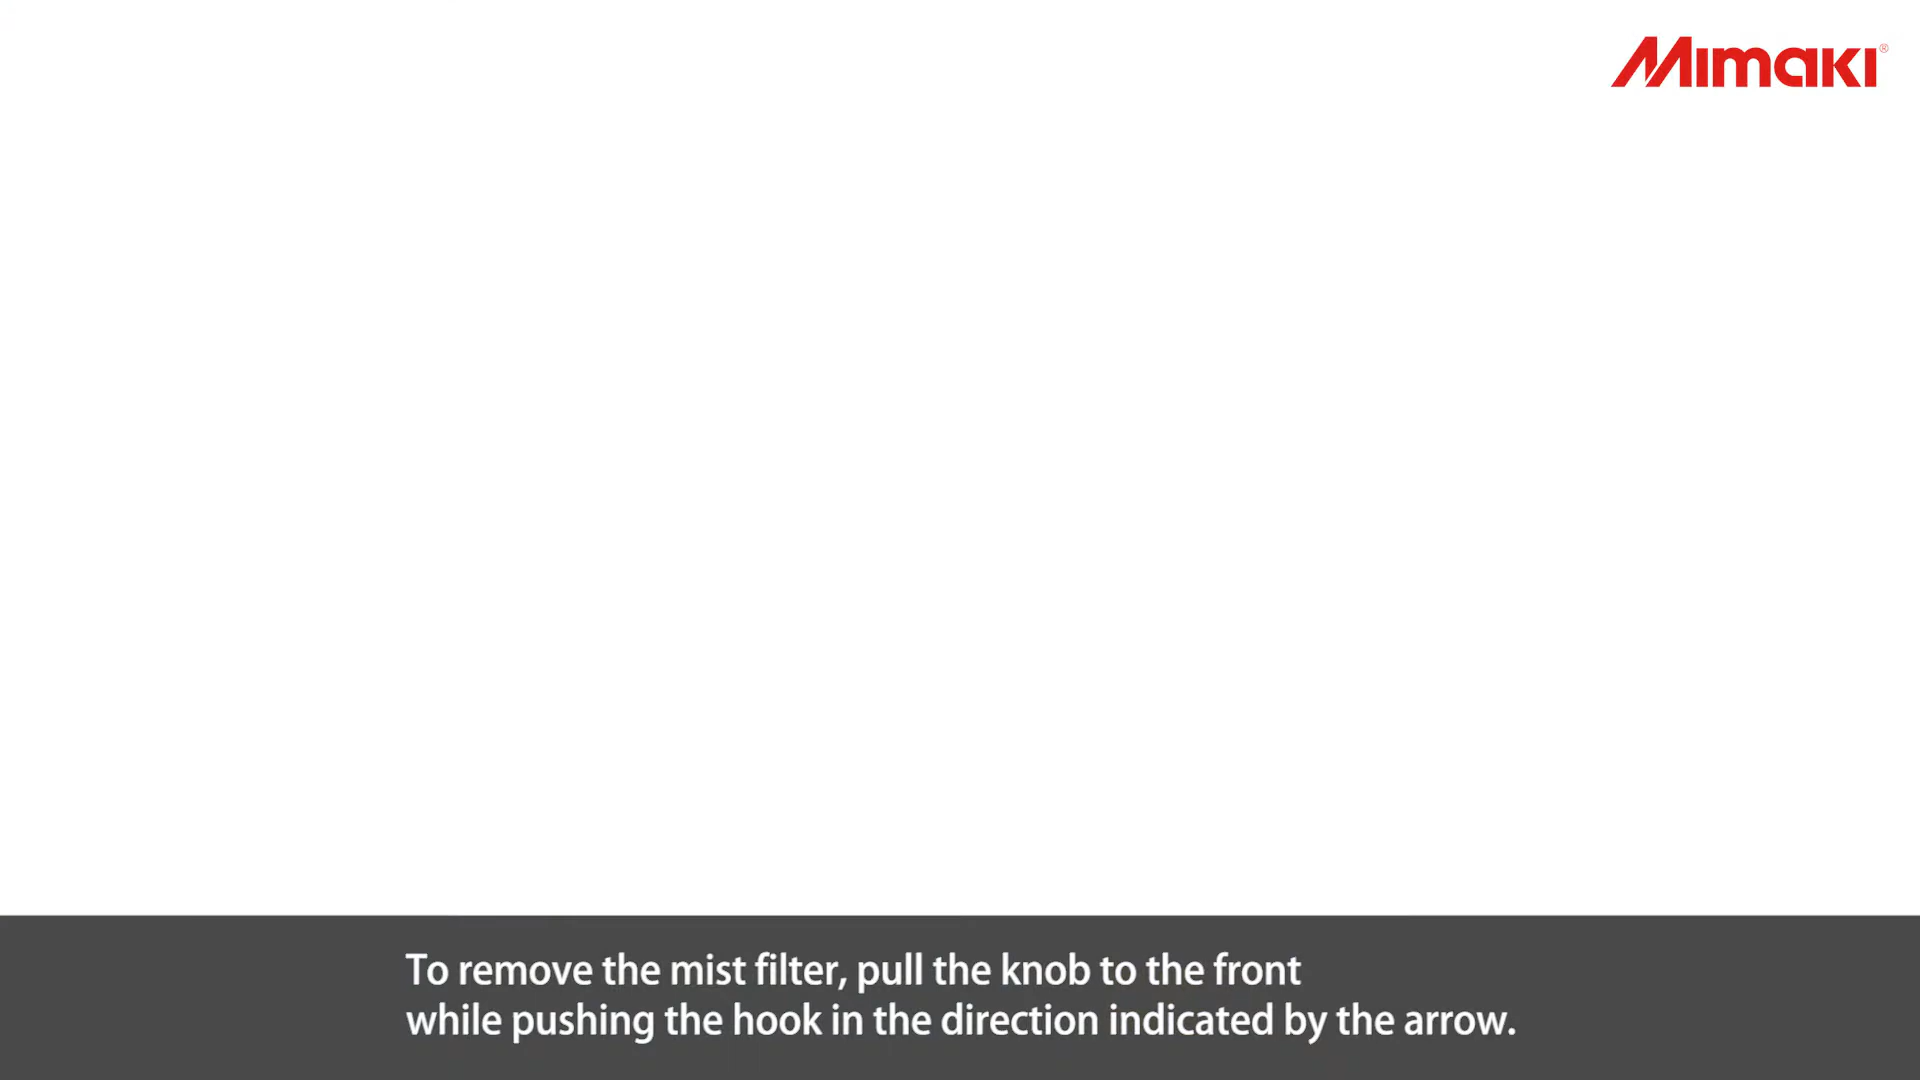 Mimaki®
To remove the mist filter, pull the knob to the front
while pushing the hook in the direction indicated by the arrow.